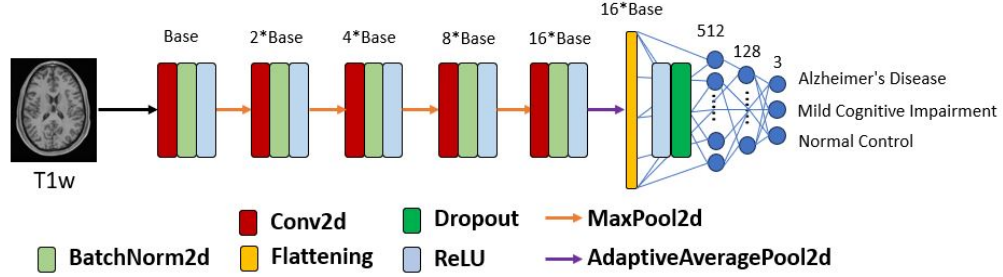 16*Base
Base
2*Base
4*Base
8*Base
16*Base
512
128
3
Alzheimer's Disease
Mild Cognitive Impairment
Normal Control
T1w
Conv2d
Dropout
MaxPool2d
BatchNorm2d
Flattening
ReLU
AdaptiveAveragePool2d